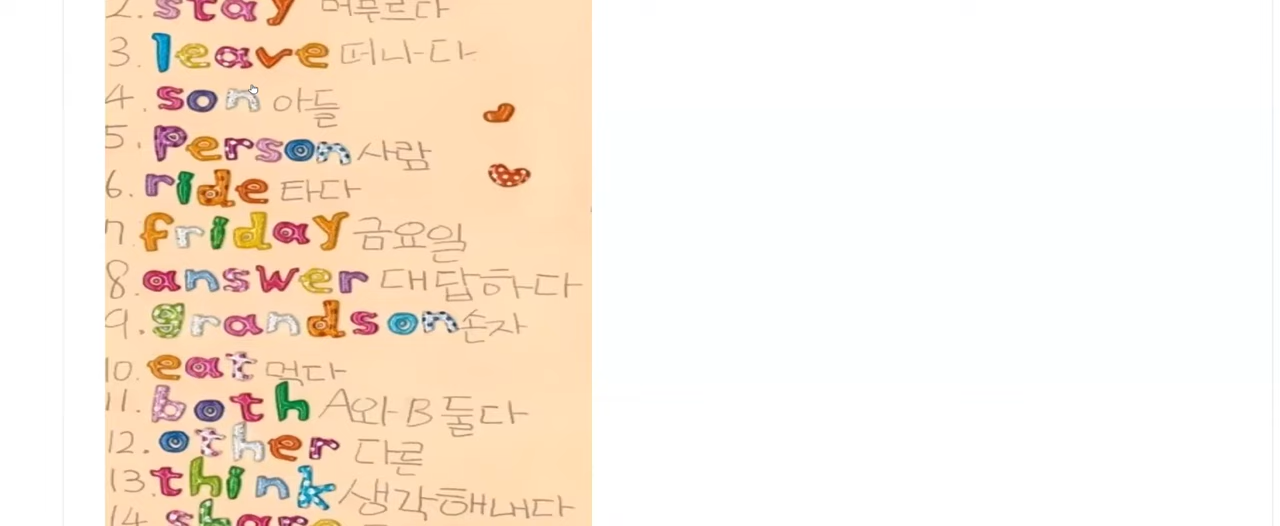 2. stay 머무르다
3. leave 떠나다
4. son 아들
5. Person 사람
6. ride 타다
7. friday 금요일
8. answer 대답하다
9. grandson 손자
10. eat 먹다
11. both A와 B 둘다
12. other 다른
13. think 생각해내다
14. share